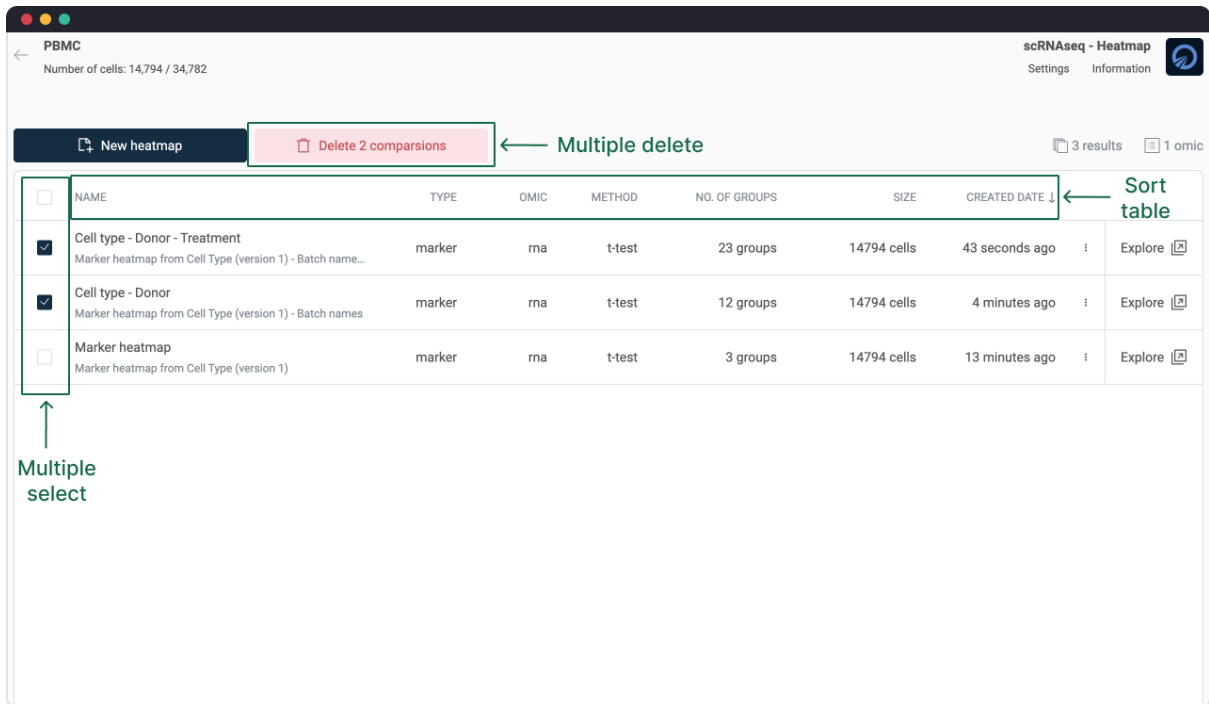 PBMC
Number of cells: 14,794 / 34,782
scRNAseq - Heatmap
Settings Information
New heatmap
Delete 2 comparsions
Multiple delete
3 results
1 omic
NAME TYPE OMIC METHOD NO. OF GROUPS SIZE CREATED DATE ↓
Sort
table
Cell type - Donor - Treatment
Marker heatmap from Cell Type (version 1) - Batch name...
marker rna t-test 23 groups 14794 cells 43 seconds ago Explore
Cell type - Donor
Marker heatmap from Cell Type (version 1) - Batch names
marker rna t-test 12 groups 14794 cells 4 minutes ago Explore
Marker heatmap
Marker heatmap from Cell Type (version 1)
marker rna t-test 3 groups 14794 cells 13 minutes ago Explore
Multiple
select